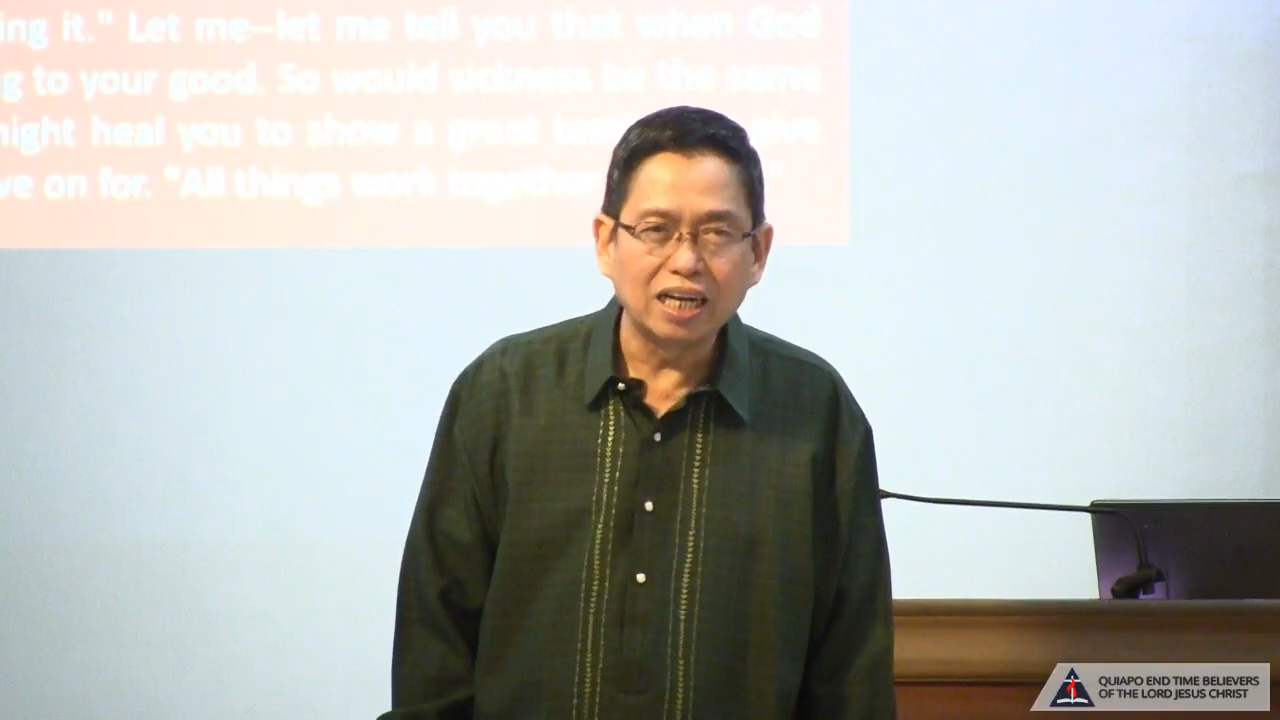 ing it." Let me—let me tell you that when God
g to your good. So would sickness be the same
night heal you to show a great
ve on for. "All things work together
QUIAPO END TIME BELIEVERS
OF THE LORD JESUS CHRIST